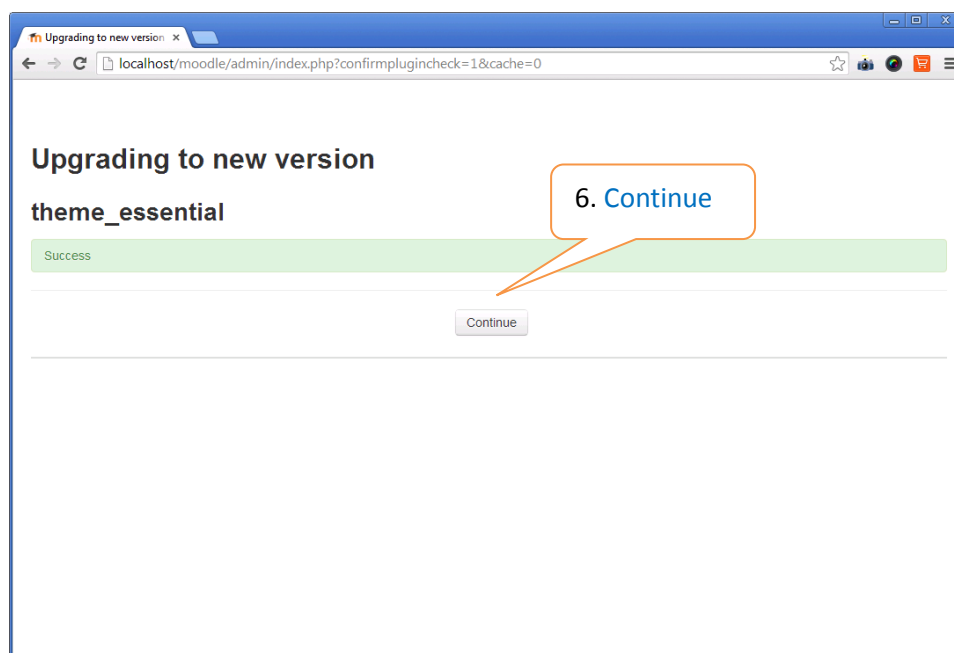 Upgrading to new version
localhost/moodle/admin/index.php?confirmplugincheck=1&cache=0
Upgrading to new version
6. Continue
theme_essential
Success
Continue